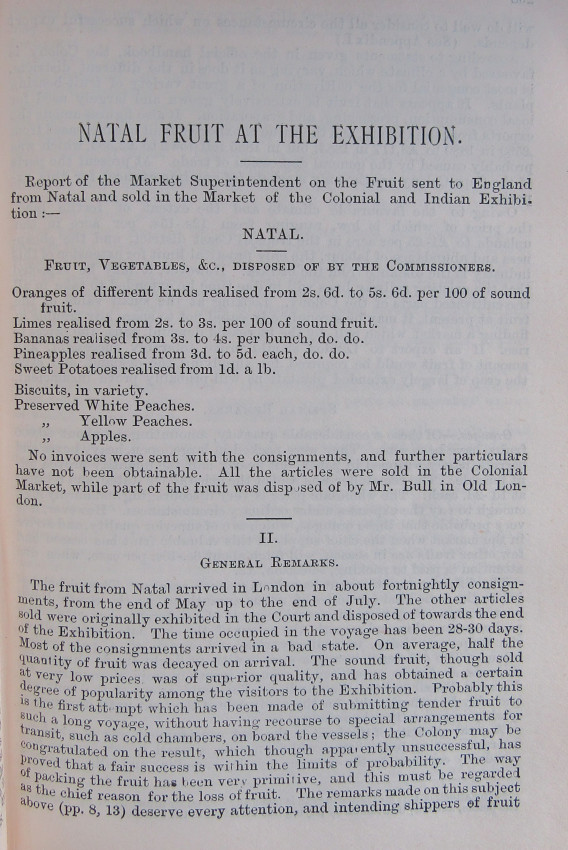 NATAL FRUIT AT THE EXHIBITION.
Report of the Market Superintendent on the Fruit sent to England
from Natal and sold in the Market of the Colonial and Indian Exhibi-
tion :—
NATAL.
FRUIT, VEGETABLES, &C., DISPOSED OF BY THE COMMISSIONERS.
Oranges of different kinds realised from 2s. 6d. to 5s. 6d. per 100 of sound
fruit.
Limes realised from 2s. to 3s. per 100 of sound fruit.
Bananas realised from 3s. to 4s. per bunch, do. do.
Pineapples realised from 3d. to 5d. each, do. do.
Sweet Potatoes realised from 1d. a lb.
Biscuits, in variety.
Preserved White Peaches.
„ Yellow Peaches.
„ Apples.
No invoices were sent with the consignments, and further particulars
have not been obtainable. All the articles were sold in the Colonial
Market, while part of the fruit was disposed of by Mr. Bull in Old Lon-
don.
II.
GENERAL REMARKS.
The fruit from Natal arrived in London in about fortnightly consign-
ments, from the end of May up to the end of July. The other articles
sold were originally exhibited in the Court and disposed of towards the end
of the Exhibition. The time occupied in the voyage has been 28-30 days.
Most of the consignments arrived in a bad state. On average, half the
quantity of fruit was decayed on arrival. The sound fruit, though sold
at very low prices was of superior quality, and has obtained a certain
degree of popularity among the visitors to the Exhibition. Probably this
is the first attempt which has been made of submitting tender fruit to
such a long voyage, without having recourse to special arrangements for
transit, such as cold chambers, on board the vessels; the Colony may be
congratulated on the result, which though apparently unsuccessful, has
proved that a fair success is within the limits of probability. The way
of packing the fruit has been very primitive, and this must be regarded
as the chief reason for the loss of fruit. The remarks made on this subject
above (pp. 8, 13) deserve every attention, and intending shippers of fruit